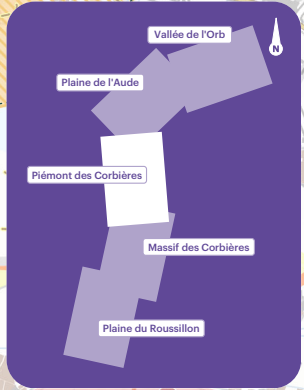 Vallée de l'Orb
N
Plaine de l'Aude
Piémont des Corbières
Massif des Corbières
Plaine du Roussillon